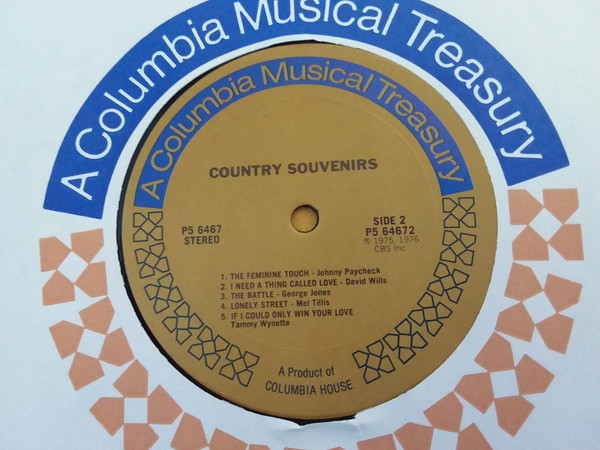 A Columbia Musical Treasury
A Columbia Musical Treasury
COUNTRY SOUVENIRS
P5 6467
STEREO
SIDE 2
P5 64672
℗ 1975, 1976
CBS Inc.
1. THE FEMININE TOUCH - Johnny Paycheck
2. I NEED A THING CALLED LOVE - David Wills
3. THE BATTLE - George Jones
4. LONELY STREET - Mel Tillis
5. IF I COULD ONLY WIN YOUR LOVE
Tammy Wynette
A Product of
COLUMBIA HOUSE